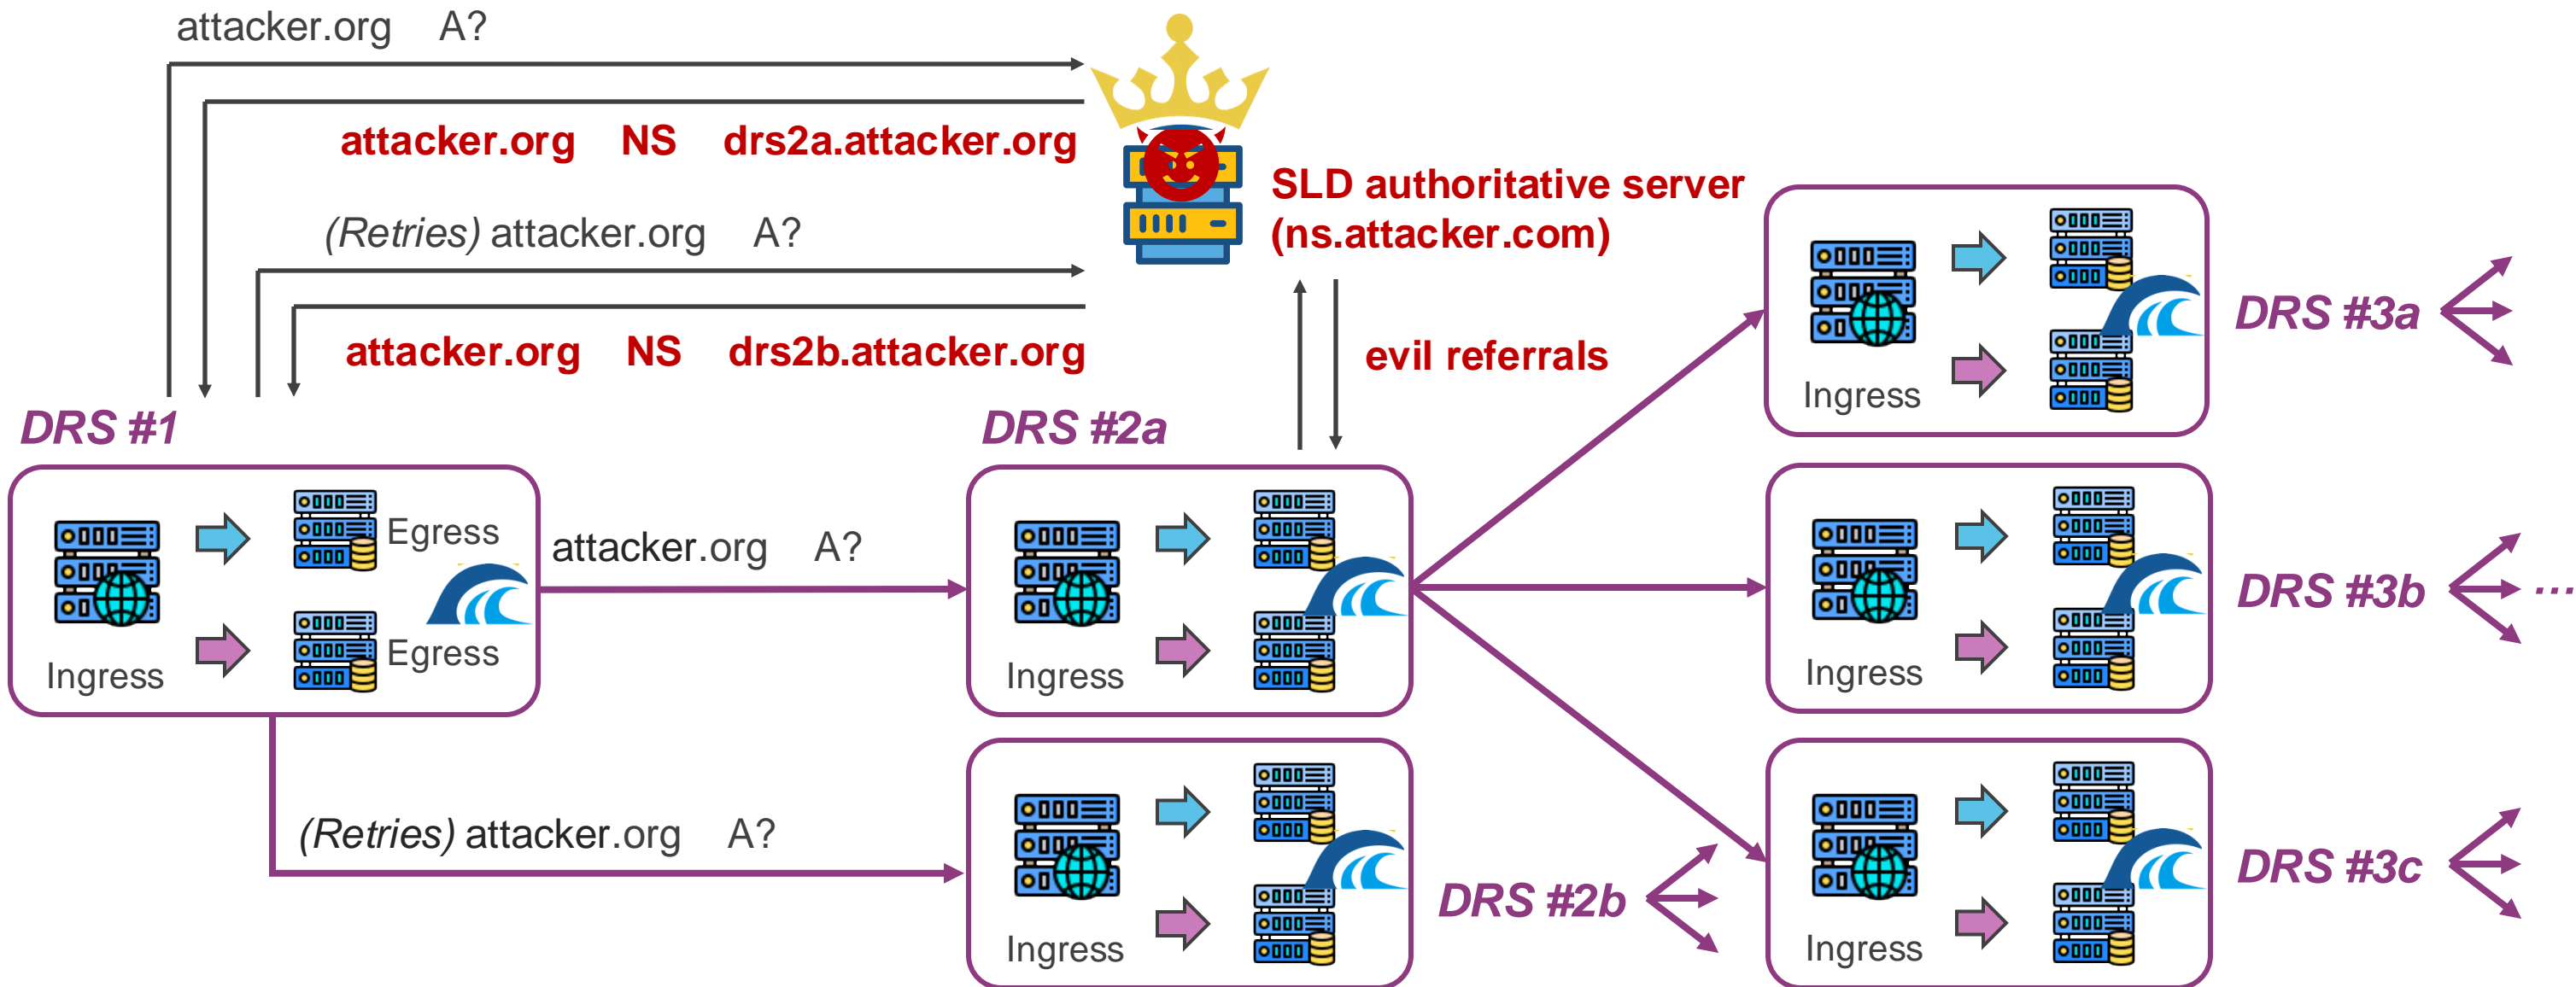 attacker.org A?
attacker.org NS drs2a.attacker.org
(Retries) attacker.org A?
attacker.org NS drs2b.attacker.org
SLD authoritative server
(ns.attacker.com)
evil referrals
DRS #1
Ingress
Egress
Egress
attacker.org A?
(Retries) attacker.org A?
DRS #2a
Ingress
Ingress
DRS #2b
Ingress
DRS #3a
Ingress
DRS #3b
...
Ingress
DRS #3c